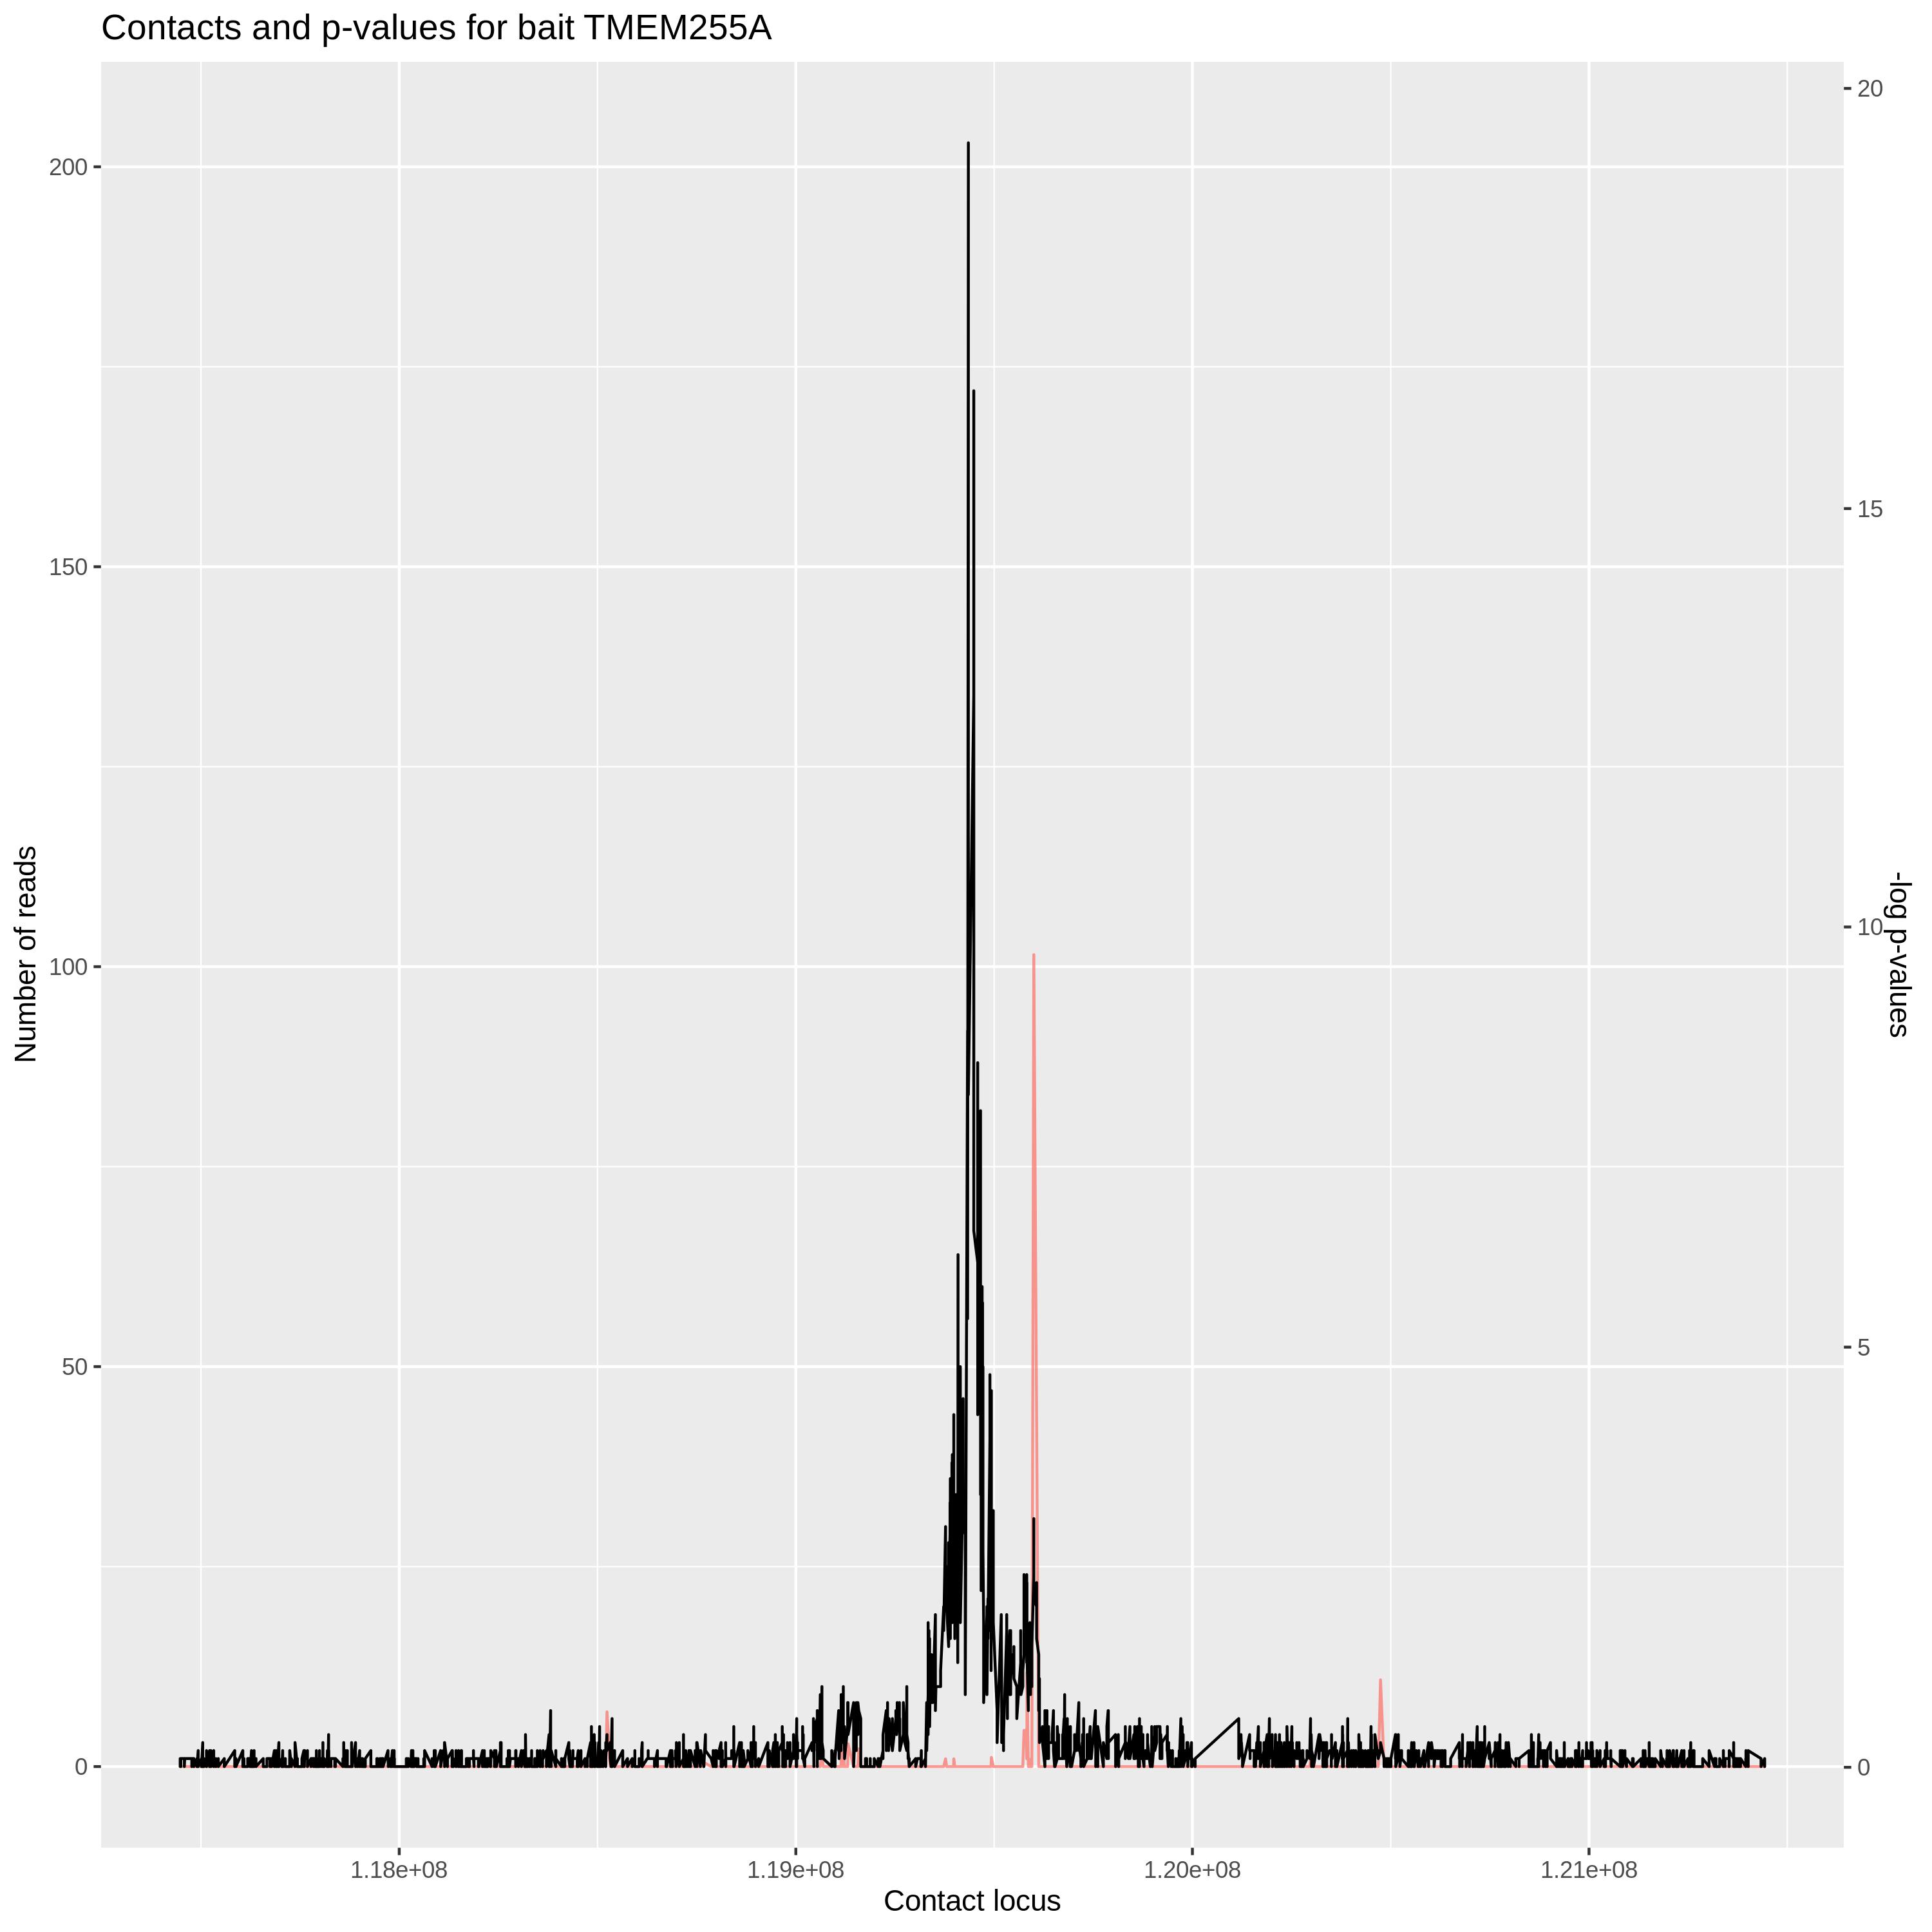 Contacts and p-values for bait TMEM255A
200
150
100
50
0
Number of reads
20
15
10
5
0
-log p-values
1.18e+08
1.19e+08
1.20e+08
1.21e+08
Contact locus